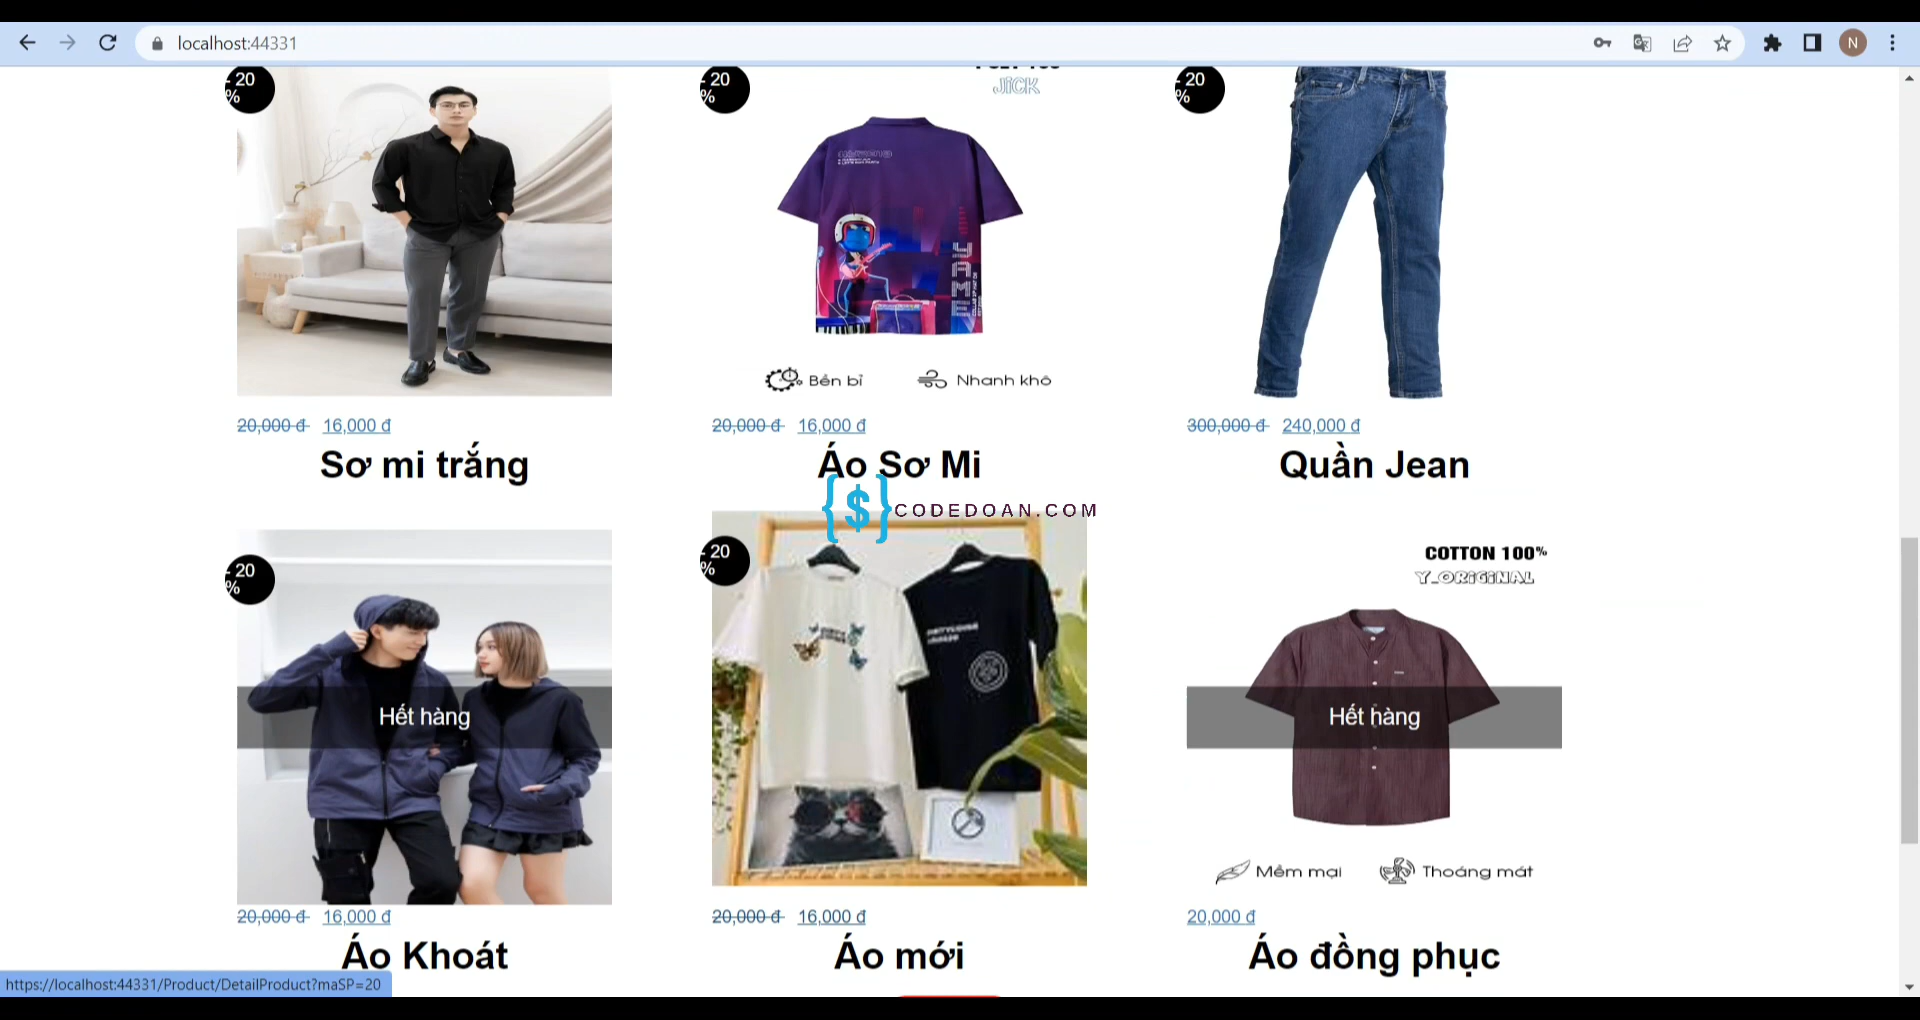 localhost:44331
N
- 20
%
- 20
%
JICK
- 20
%
Bền bỉ
Nhanh khô
20,000 đ 16,000 đ
20,000 đ 16,000 đ
300,000 đ 240,000 đ
Sơ mi trắng
Áo Sơ Mi
Quần Jean
{$} CODEDOAN.COM
- 20
%
- 20
%
COTTON 100%
Y_ORIGINAL
Hết hàng
Hết hàng
Mềm mại
Thoáng mát
20,000 đ 16,000 đ
20,000 đ 16,000 đ
20,000 đ
Áo Khoát
Áo mới
Áo đồng phục
https://localhost:44331/Product/DetailProduct?maSP=20